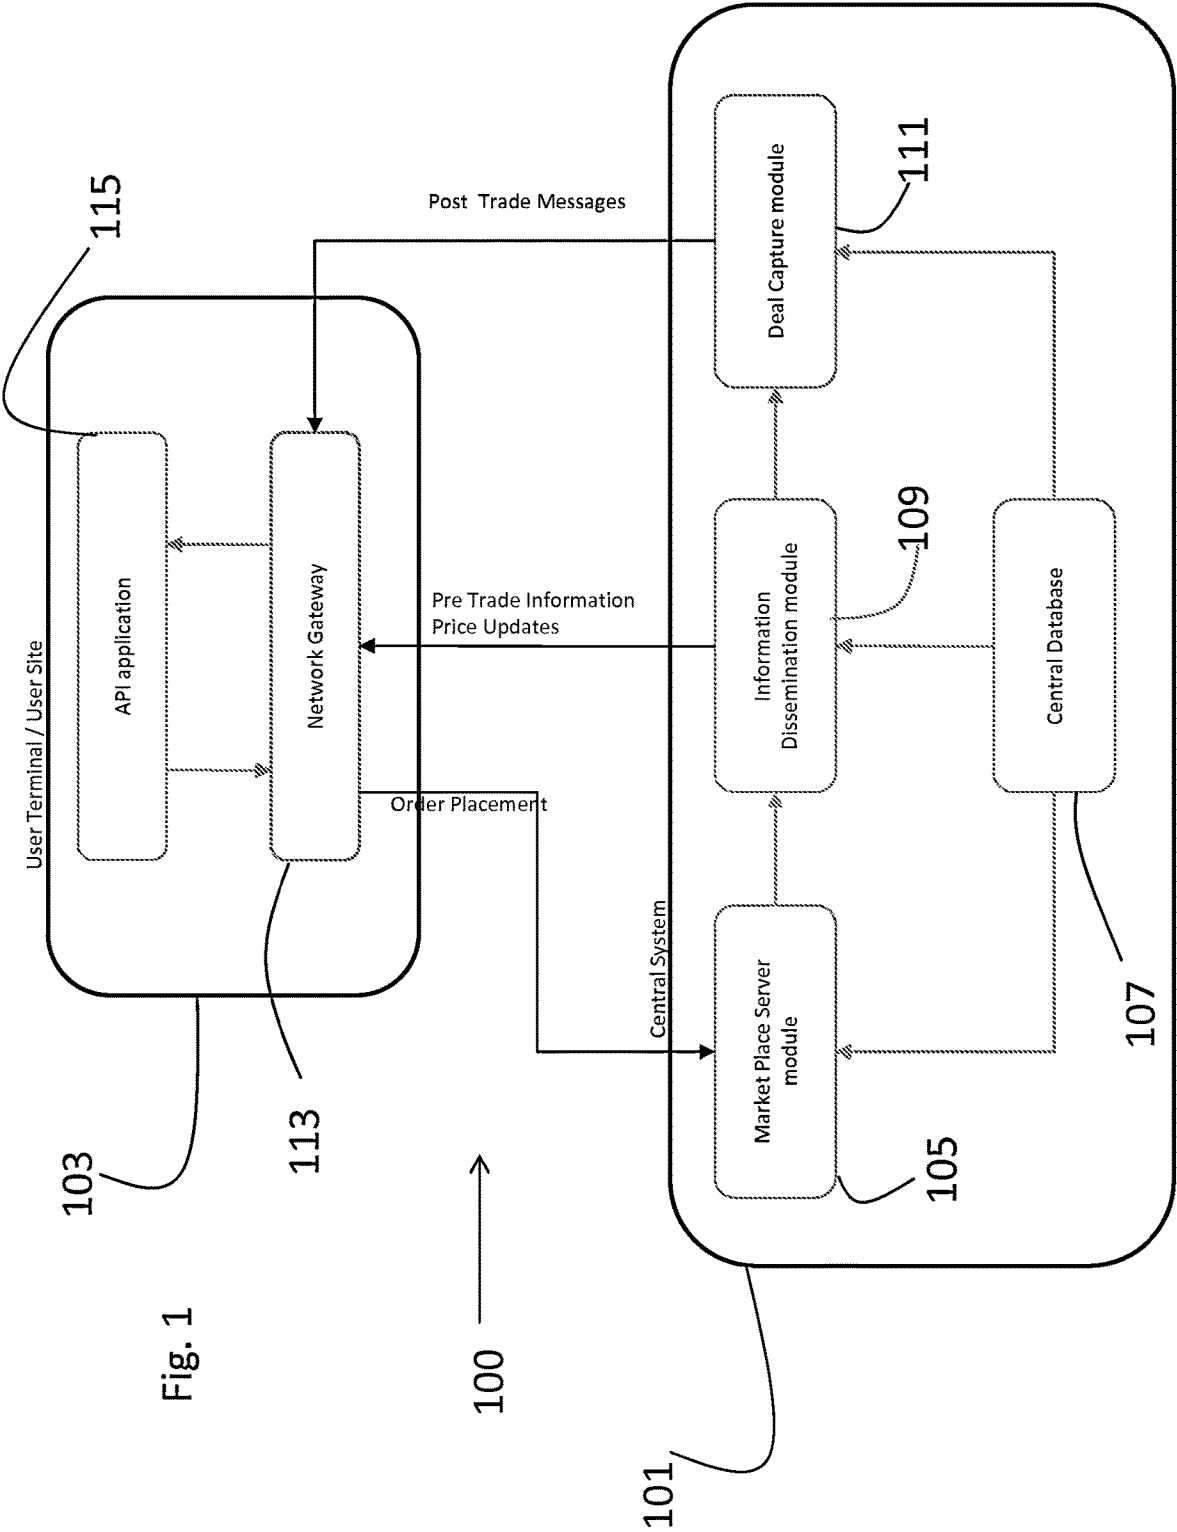 Fig. 1
100
103
User Terminal / User Site
115
API application
Network Gateway
113
Order Placement
Pre Trade Information
Price Updates
Post  Trade Messages
101
Central System
Market Place Server
module
105
Information
Dissemination module
109
Deal Capture module
111
Central Database
107